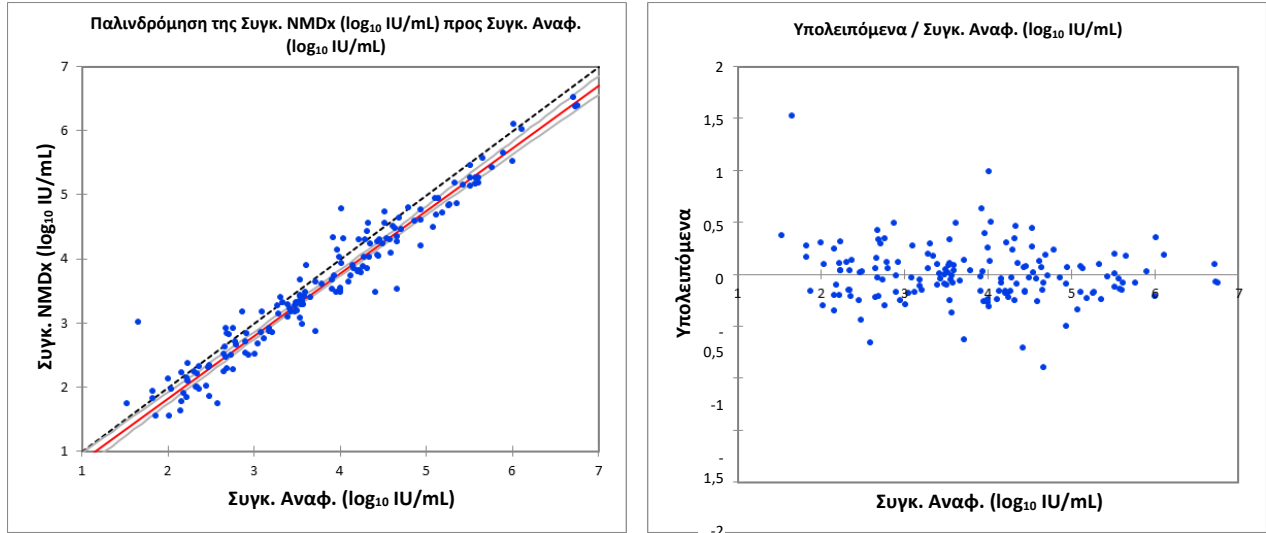 Παλινδρόμηση της Συγκ. NMDx (log₁₀ IU/mL) προς Συγκ. Αναφ.
(log₁₀ IU/mL)
7
6
5
4
3
2
1
Συγκ. NMDx (log₁₀ IU/mL)
1 2 3 4 5 6 7
Συγκ. Αναφ. (log₁₀ IU/mL)
Υπολειπόμενα / Συγκ. Αναφ. (log₁₀ IU/mL)
2
1,5
1
0,5
0
0,5
-1
-
1,5
-2
Υπολειπόμενα
1 2 3 4 5 6 7
Συγκ. Αναφ. (log₁₀ IU/mL)